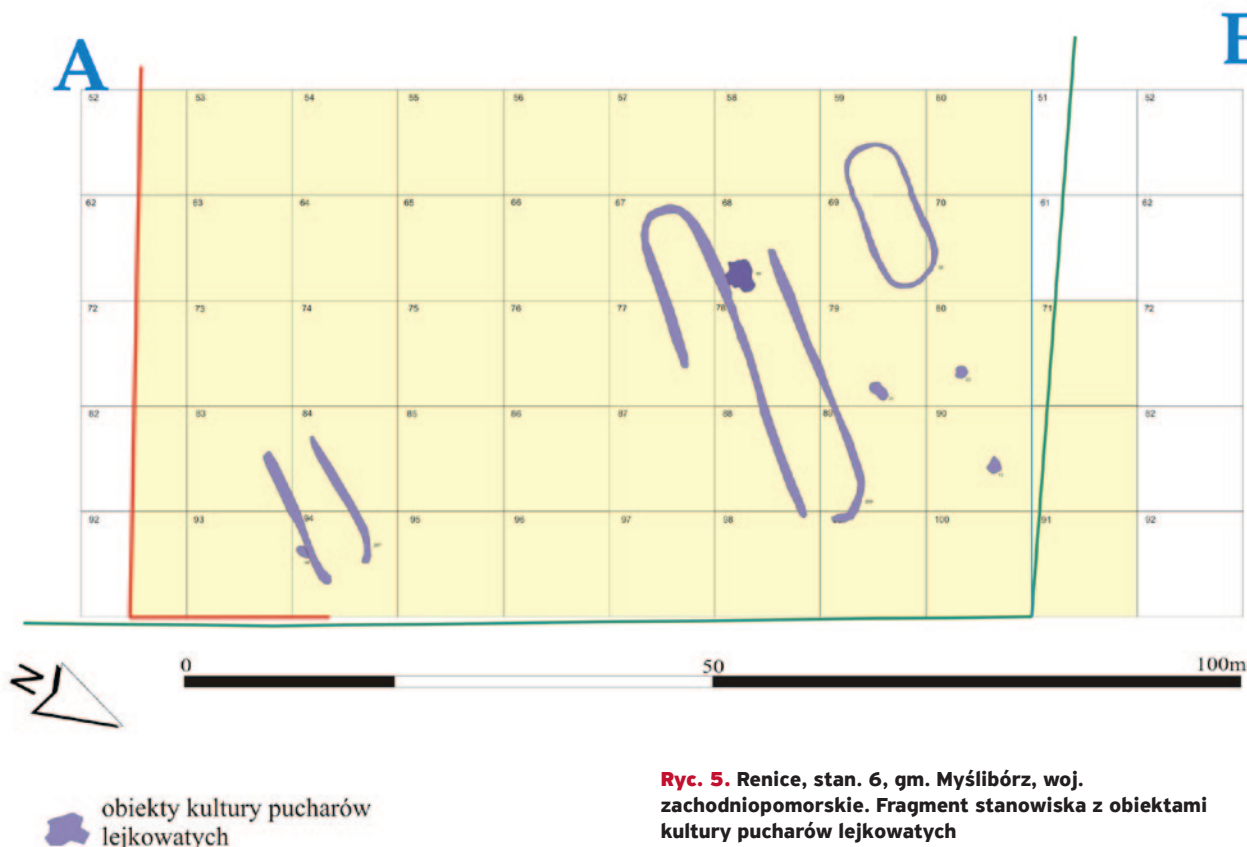 A
52 53 54 55 56 57 58 59 60 51 52
62 63 64 65 66 67 68 69 70 61 62
72 73 74 75 76 77 78 79 80 71 72
82 83 84 85 86 87 88 89 90 82
92 93 94 95 96 97 98 100 91 92
0 50 100m
N
obiekty kultury pucharów
lejkowatych
Ryc. 5. Renice, stan. 6, gm. Myślibórz, woj.
zachodniopomorskie. Fragment stanowiska z obiektami
kultury pucharów lejkowatych